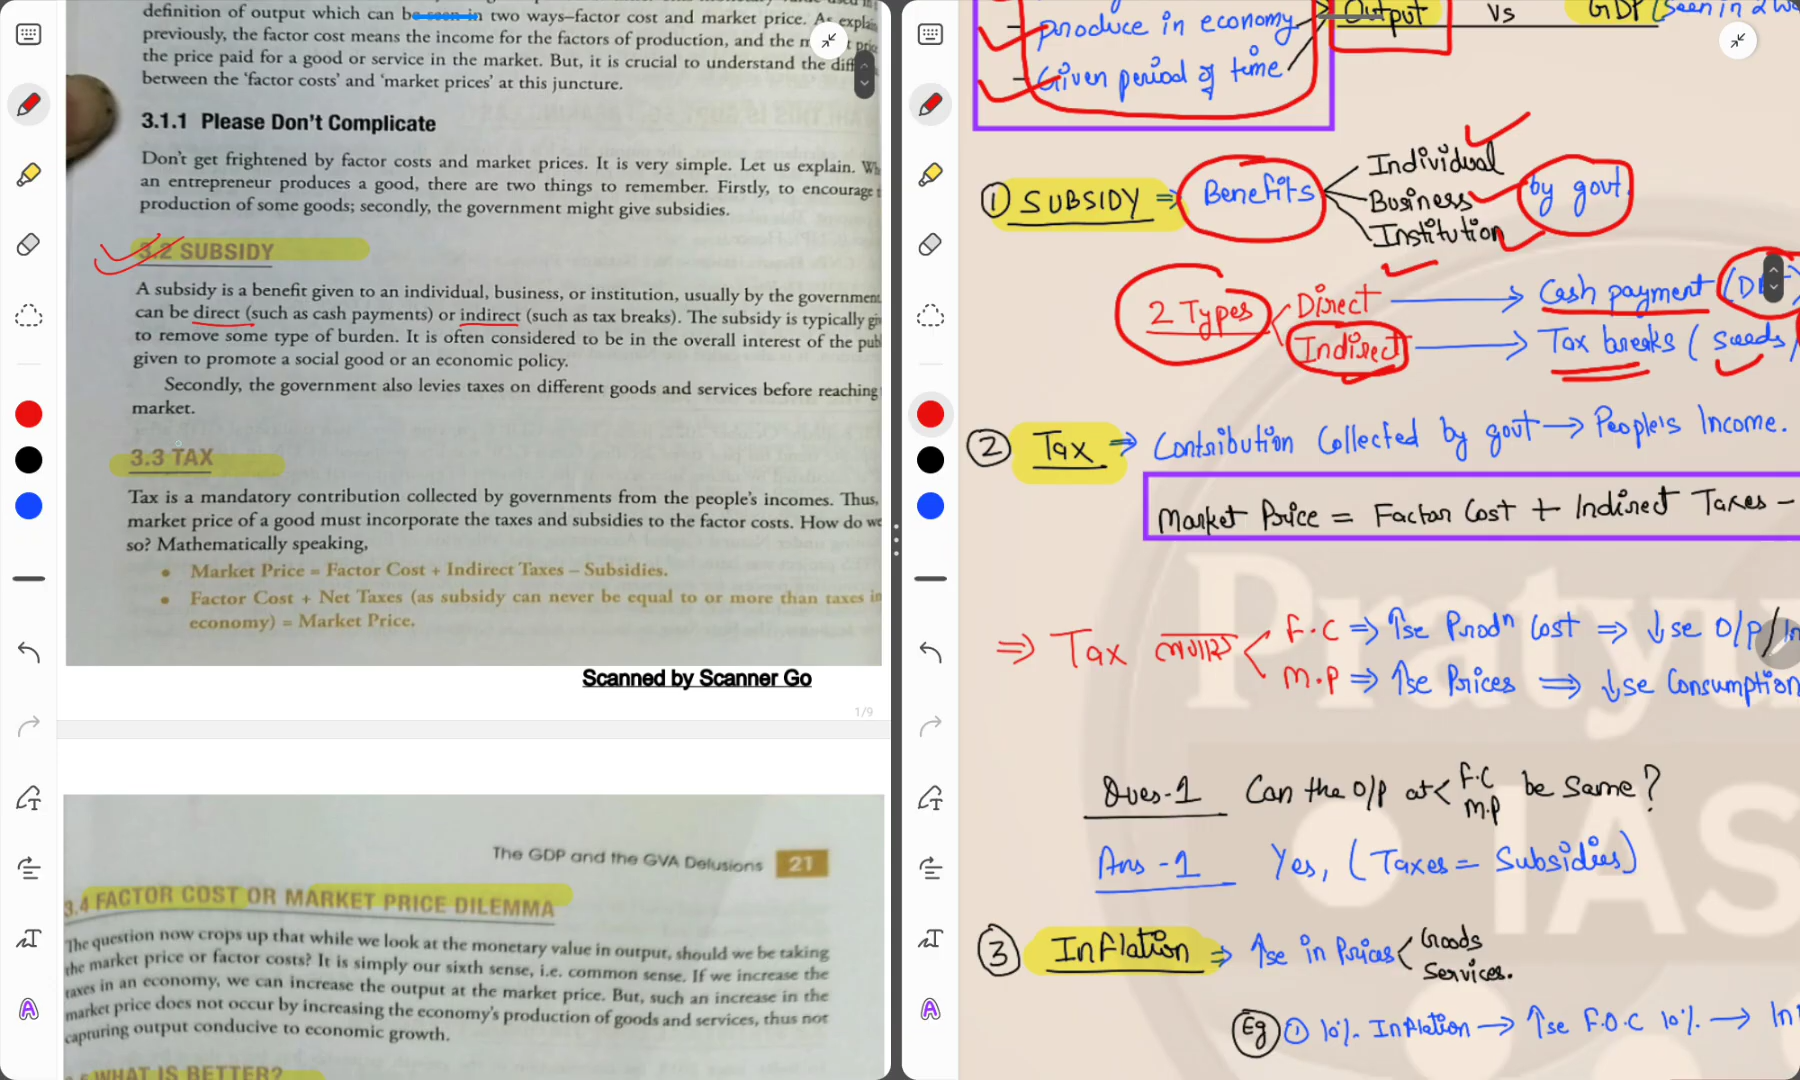 definition of output which can be seen in two ways–factor cost and market price. As explai
previously, the factor cost means the income for the factors of production, and the m
the price paid for a good or service in the market. But, it is crucial to understand the diff
between the 'factor costs' and 'market prices' at this juncture.
3.1.1 Please Don't Complicate
Don't get frightened by factor costs and market prices. It is very simple. Let us explain. Wh
an entrepreneur produces a good, there are two things to remember. Firstly, to encourage
production of some goods; secondly, the government might give subsidies.
3.2 SUBSIDY
A subsidy is a benefit given to an individual, business, or institution, usually by the government
can be direct (such as cash payments) or indirect (such as tax breaks). The subsidy is typically gi
to remove some type of burden. It is often considered to be in the overall interest of the publ
given to promote a social good or an economic policy.
Secondly, the government also levies taxes on different goods and services before reaching
market.
3.3 TAX
Tax is a mandatory contribution collected by governments from the people's incomes. Thus,
market price of a good must incorporate the taxes and subsidies to the factor costs. How do we
so? Mathematically speaking,
• Market Price = Factor Cost + Indirect Taxes – Subsidies.
• Factor Cost + Net Taxes (as subsidy can never be equal to or more than taxes in
economy) = Market Price.
Scanned by Scanner Go
1/9
The GDP and the GVA Delusions 21
3.4 FACTOR COST OR MARKET PRICE DILEMMA
The question now crops up that while we look at the monetary value in output, should we be taking
the market price or factor costs? It is simply our sixth sense, i.e. common sense. If we increase the
taxes in an economy, we can increase the output at the market price. But, such an increase in the
market price does not occur by increasing the economy's production of goods and services, thus not
capturing output conducive to economic growth.
WHAT IS BETTER?
Output vs GDP (Seen in 2 w
produce in economy
- Given period of time
① SUBSIDY ⇒ Benefits
Individual
Business
Institution
by govt.
2 Types
Direct → Cash payment (DB
Indirect → Tax breaks (seeds,
② Tax ⇒ Contribution Collected by govt → People's Income.
Market Price = Factor Cost + Indirect Taxes –
⇒ Tax
F.C ⇒ ↑se Prodⁿ Cost ⇒ ↓se O/P/In
M.P ⇒ ↑se Prices ⇒ ↓se Consumption
Ques-1 Can the O/P at < F.C M.P be Same?
Ans-1 Yes, (Taxes = Subsidies)
③ Inflation ⇒ ↑se in Prices < Goods Services.
Eg ① 10% Inflation → ↑se F.O.C 10% → In
Pratyu
IAS